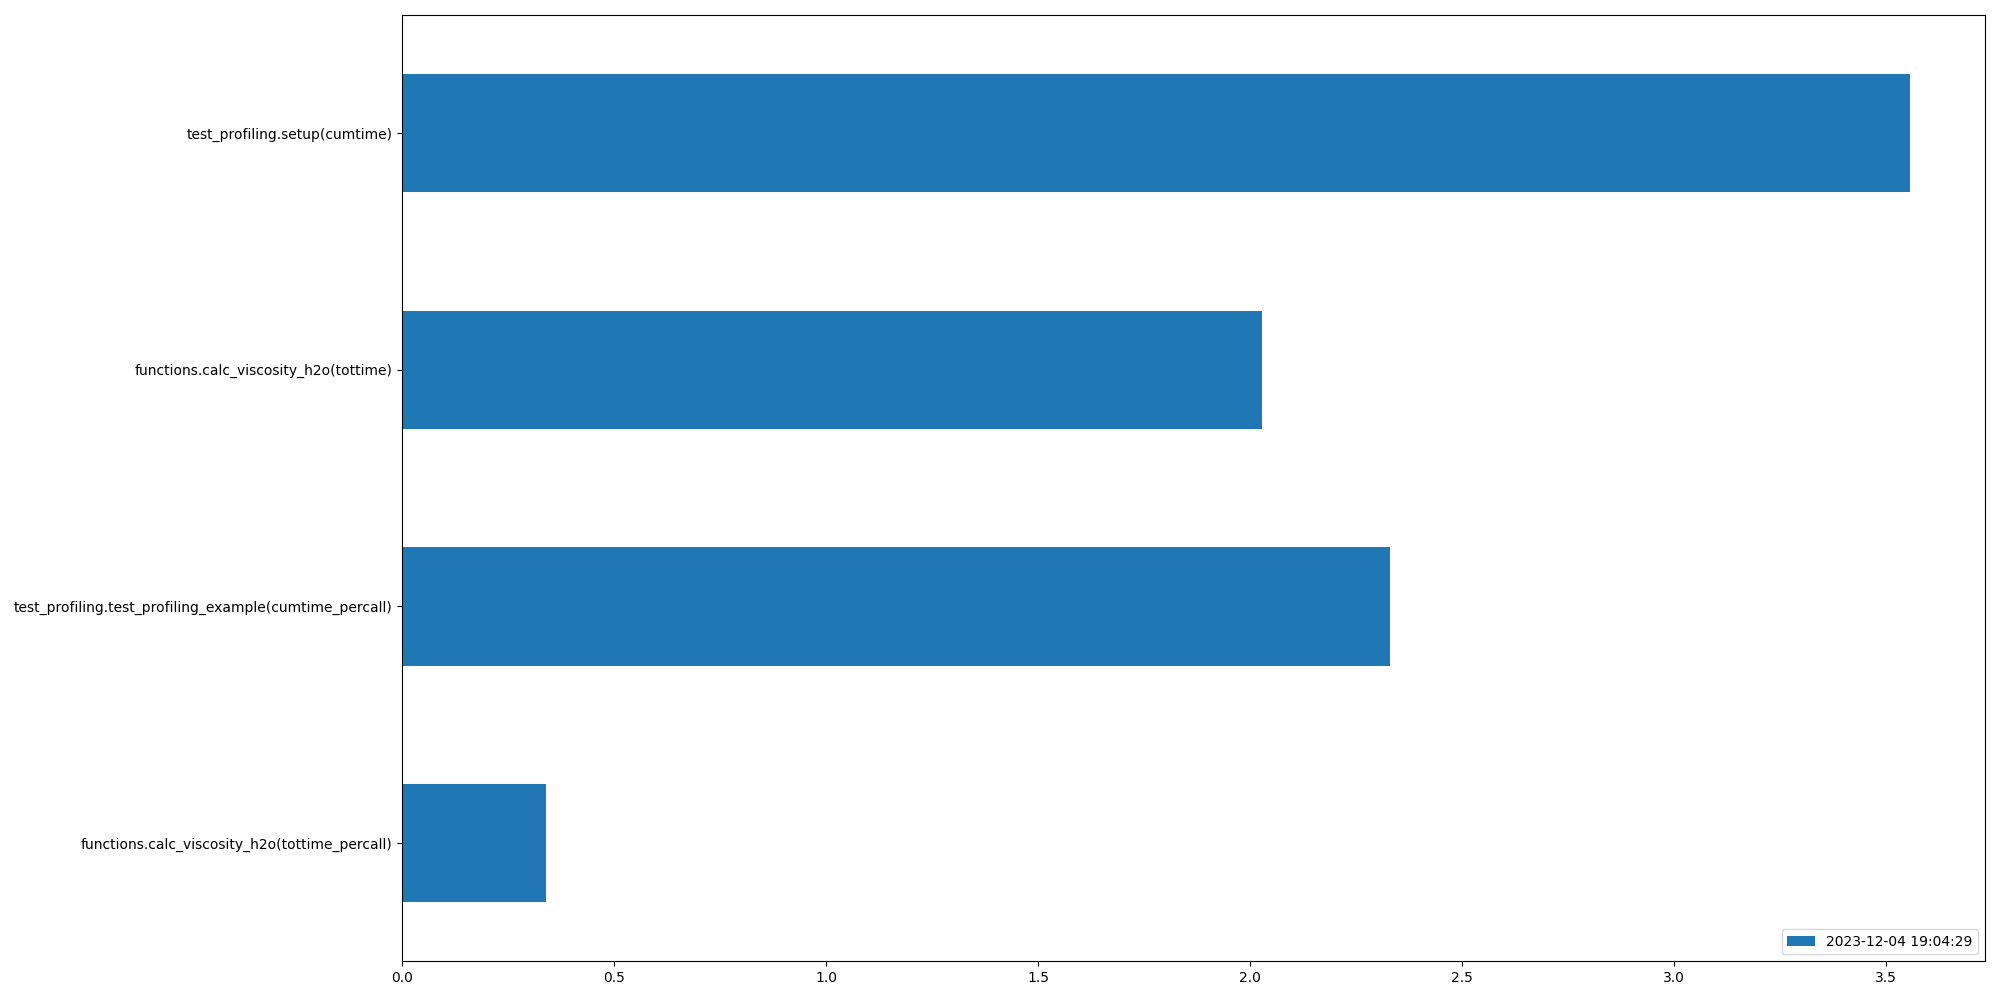 test_profiling.setup(cumtime)
functions.calc_viscosity_h2o(tottime)
test_profiling.test_profiling_example(cumtime_percall)
functions.calc_viscosity_h2o(tottime_percall)
2023-12-04 19:04:29
0.0 0.5 1.0 1.5 2.0 2.5 3.0 3.5